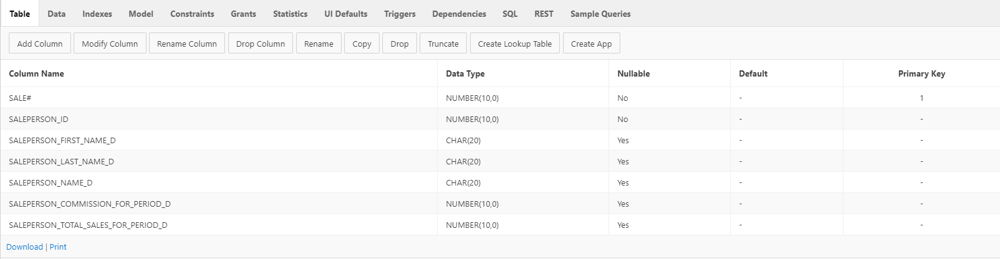 Table Data Indexes Model Constraints Grants Statistics UI Defaults Triggers Dependencies SQL REST Sample Queries
Add Column Modify Column Rename Column Drop Column Rename Copy Drop Truncate Create Lookup Table Create App
Column Name Data Type Nullable Default Primary Key
SALE# NUMBER(10,0) No - 1
SALEPERSON_ID NUMBER(10,0) No - -
SALEPERSON_FIRST_NAME_D CHAR(20) Yes - -
SALEPERSON_LAST_NAME_D CHAR(20) Yes - -
SALEPERSON_NAME_D CHAR(20) Yes - -
SALEPERSON_COMMISSION_FOR_PERIOD_D NUMBER(10,0) Yes - -
SALEPERSON_TOTAL_SALES_FOR_PERIOD_D NUMBER(10,0) Yes - -
Download | Print